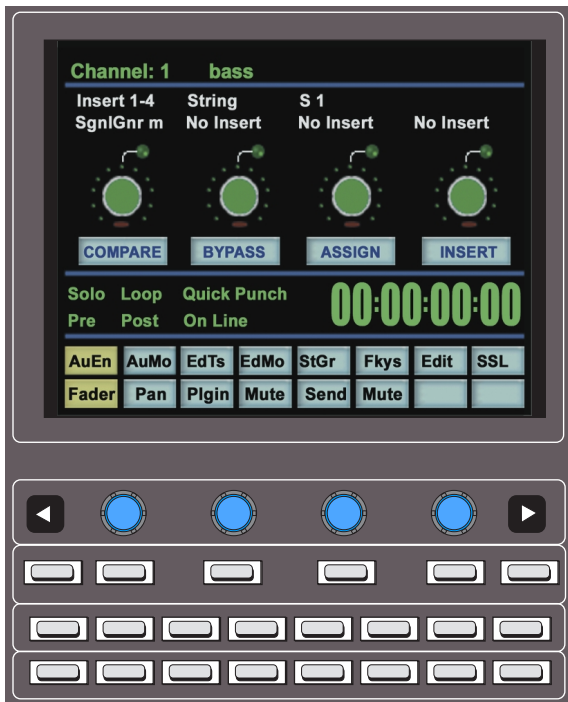 Channel: 1 bass
Insert 1-4 String S 1
SgnlGnr m No Insert No Insert No Insert
COMPARE BYPASS ASSIGN INSERT
Solo Loop Quick Punch 00:00:00:00
Pre Post On Line
AuEn AuMo EdTs EdMo StGr Fkys Edit SSL
Fader Pan Plgin Mute Send Mute